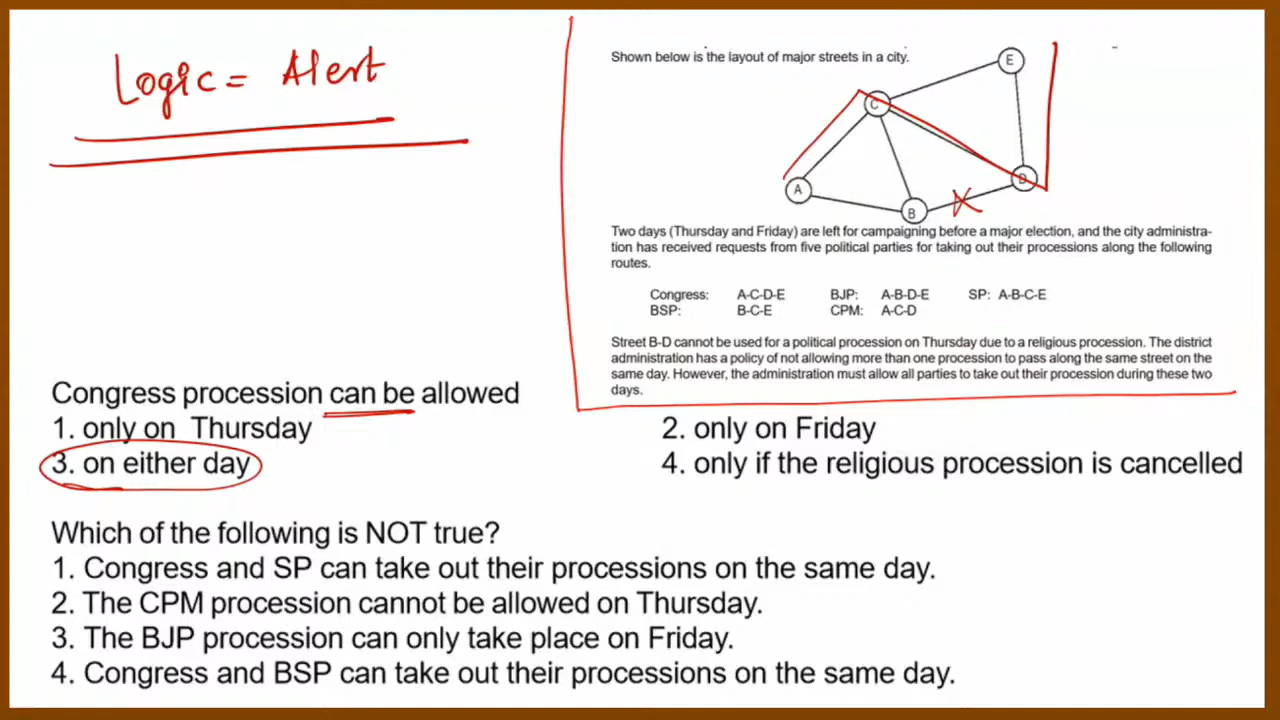 Logic = Alert
Shown below is the layout of major streets in a city.
E
C
A
B
D
Two days (Thursday and Friday) are left for campaigning before a major election, and the city administra-
tion has received requests from five political parties for taking out their processions along the following
routes.
Congress: A-C-D-E BJP: A-B-D-E SP: A-B-C-E
BSP: B-C-E CPM: A-C-D
Street B-D cannot be used for a political procession on Thursday due to a religious procession. The district
administration has a policy of not allowing more than one procession to pass along the same street on the
same day. However, the administration must allow all parties to take out their procession during these two
days.
Congress procession can be allowed
1. only on Thursday 2. only on Friday
3. on either day 4. only if the religious procession is cancelled
Which of the following is NOT true?
1. Congress and SP can take out their processions on the same day.
2. The CPM procession cannot be allowed on Thursday.
3. The BJP procession can only take place on Friday.
4. Congress and BSP can take out their processions on the same day.